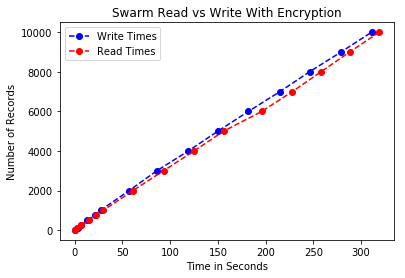 Swarm Read vs Write With Encryption
Write Times
Read Times
Number of Records
10000
8000
6000
4000
2000
0
0 50 100 150 200 250 300
Time in Seconds